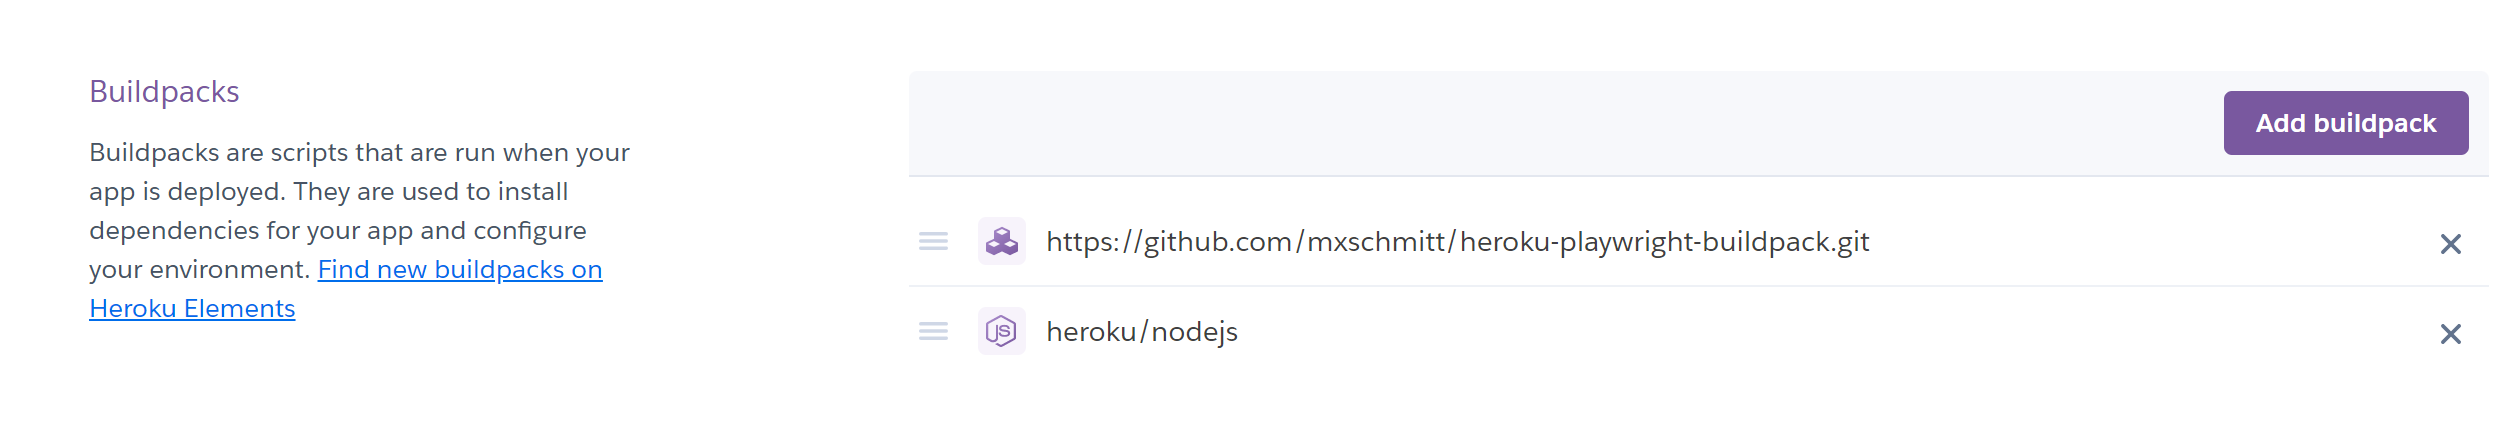 Buildpacks
Buildpacks are scripts that are run when your
app is deployed. They are used to install
dependencies for your app and configure
your environment. Find new buildpacks on
Heroku Elements
Add buildpack
https://github.com/mxschmitt/heroku-playwright-buildpack.git
JS heroku/nodejs